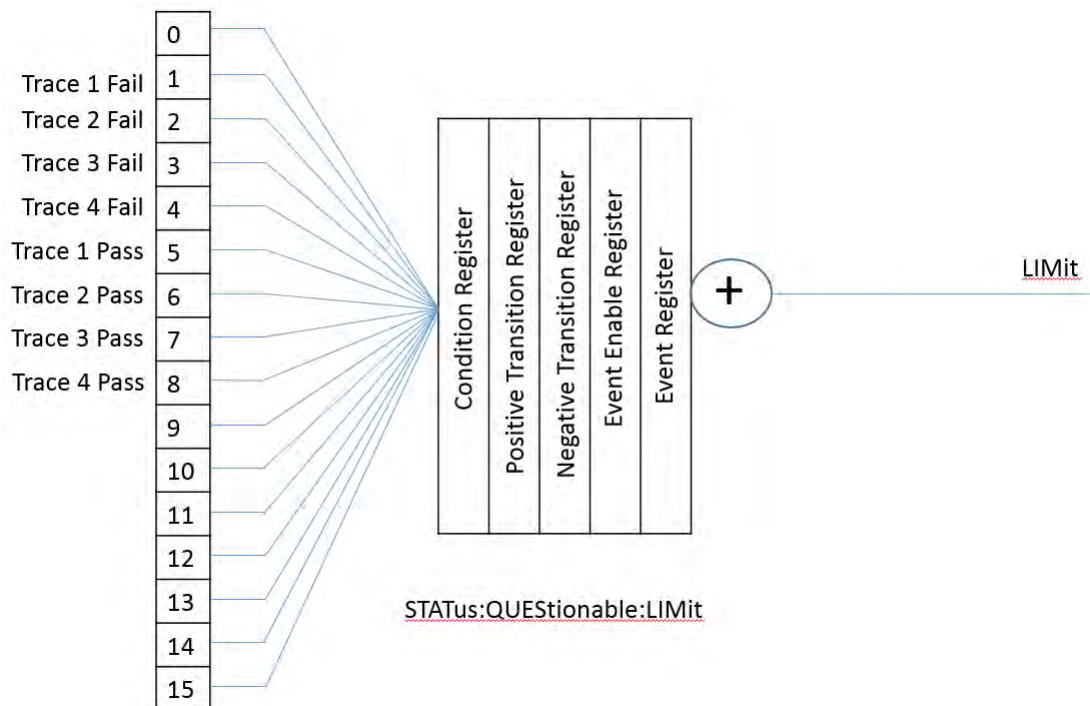 0
Trace 1 Fail 1
Trace 2 Fail 2
Trace 3 Fail 3
Trace 4 Fail 4
Trace 1 Pass 5
Trace 2 Pass 6
Trace 3 Pass 7
Trace 4 Pass 8
9
10
11
12
13
14
15
Condition Register
Positive Transition Register
Negative Transition Register
Event Enable Register
Event Register
+
LIMit
STATus:QUEStionable:LIMit